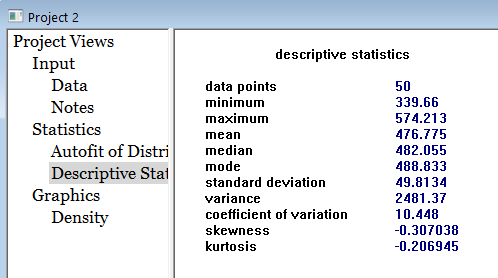 Project 2
Project Views
Input
Data
Notes
Statistics
Autofit of Distri
Descriptive Stat
Graphics
Density
descriptive statistics
data points 50
minimum 339.66
maximum 574.213
mean 476.775
median 482.055
mode 488.833
standard deviation 49.8134
variance 2481.37
coefficient of variation 10.448
skewness -0.307038
kurtosis -0.206945